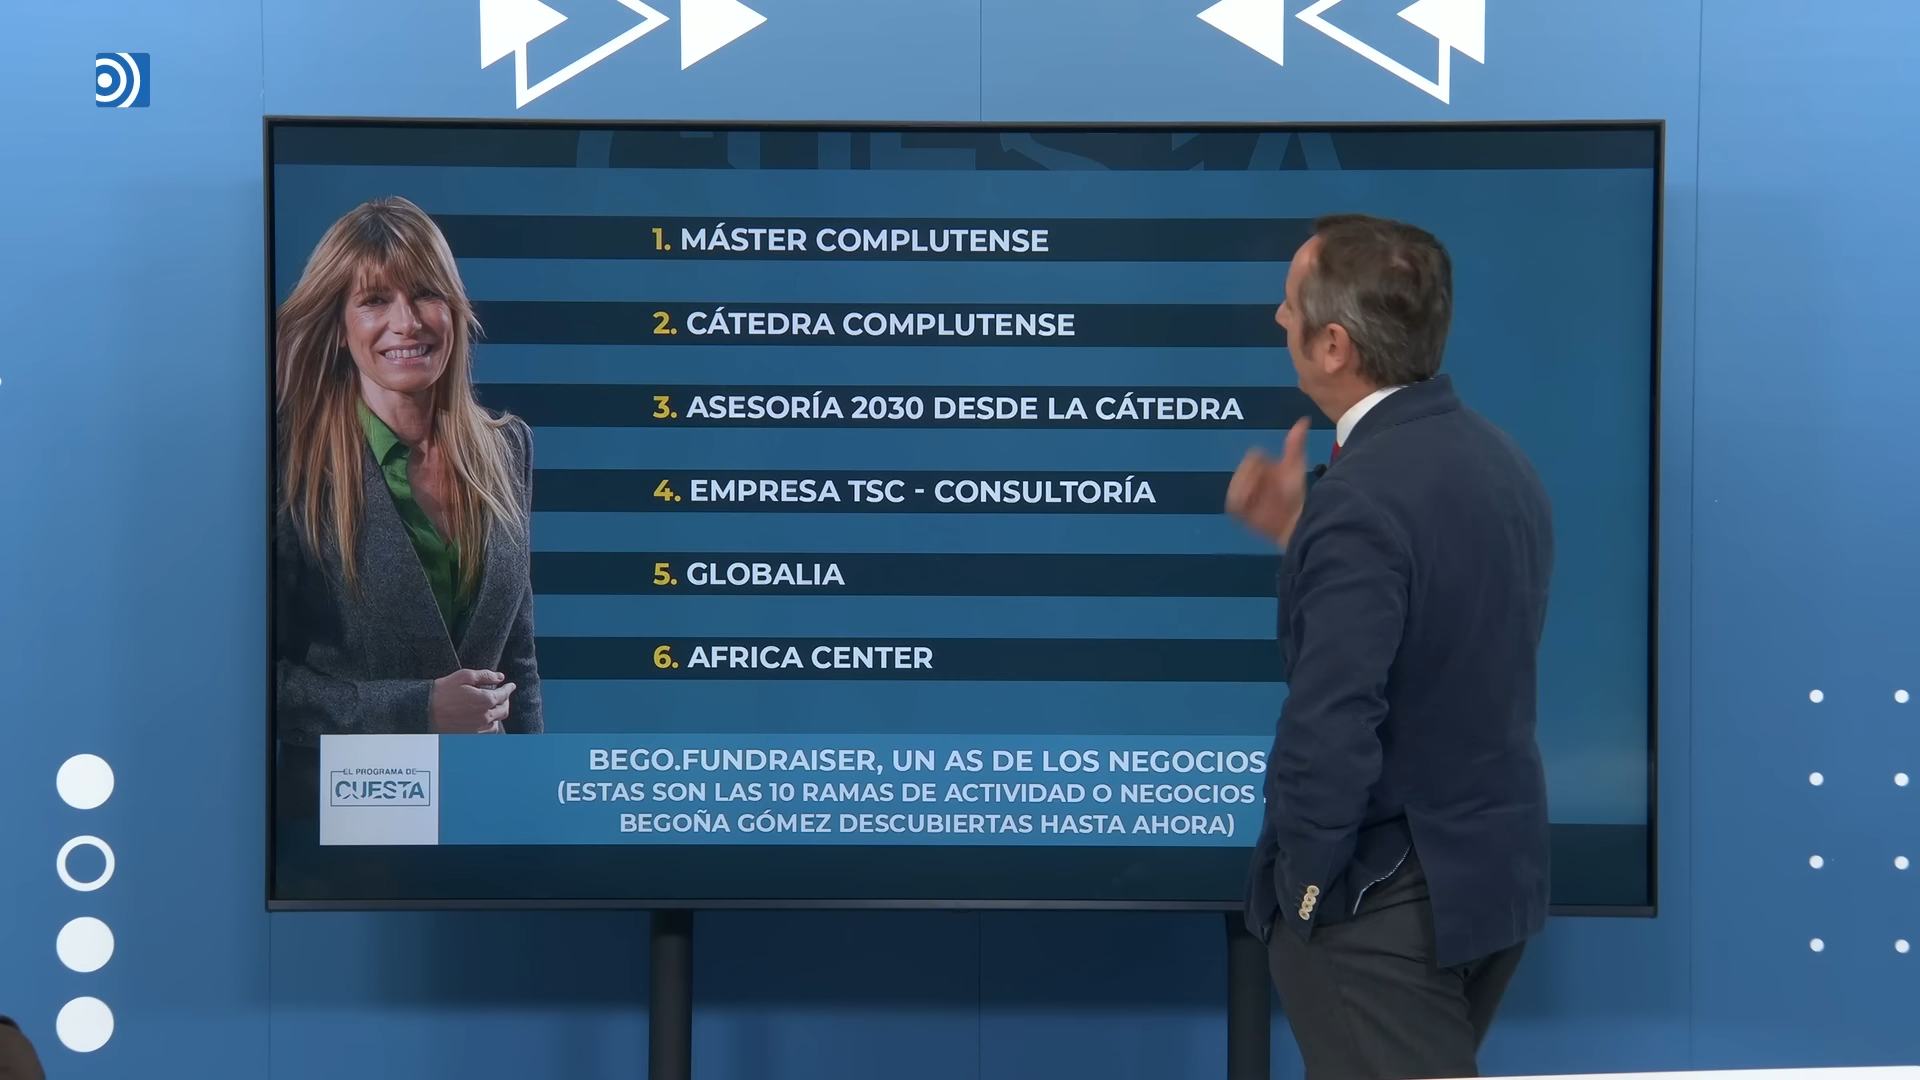 CUESTA
1. MÁSTER COMPLUTENSE
2. CÁTEDRA COMPLUTENSE
3. ASESORÍA 2030 DESDE LA CÁTEDRA
4. EMPRESA TSC - CONSULTORÍA
5. GLOBALIA
6. AFRICA CENTER
EL PROGRAMA DE
CUESTA
BEGO.FUNDRAISER, UN AS DE LOS NEGOCIOS
(ESTAS SON LAS 10 RAMAS DE ACTIVIDAD O NEGOCIOS
BEGOÑA GÓMEZ DESCUBIERTAS HASTA AHORA)